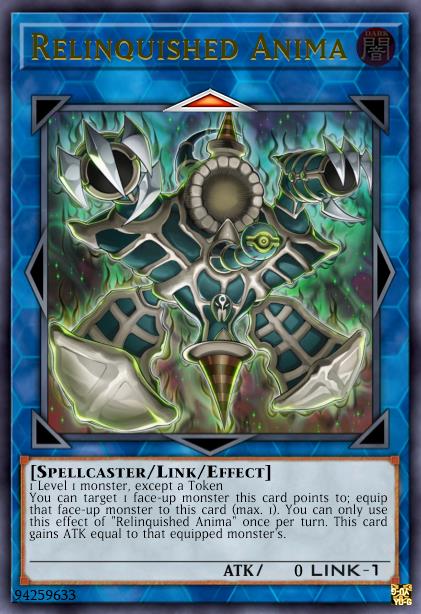 Relinquished Anima
DARK
闇
[Spellcaster/Link/Effect]
1 Level 1 monster, except a Token
You can target 1 face-up monster this card points to; equip
that face-up monster to this card (max. 1). You can only use
this effect of "Relinquished Anima" once per turn. This card
gains ATK equal to that equipped monster's.
ATK/ 0 LINK-1
94259633